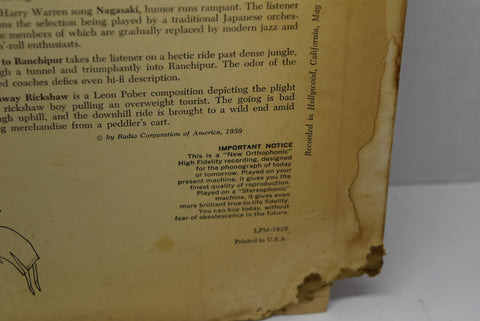 Harry Warren song Nagasaki, humor runs rampant. The listener
ns the selection being played by a traditional Japanese orches-
e members of which are gradually replaced by modern jazz and
n'-roll enthusiasts.
to Ranchipur takes the listener on a hectic ride past dense jungle,
gh a tunnel and triumphantly into Ranchipur. The odor of the
ed coaches defies even hi-fi description.
away Rickshaw is a Leon Pober composition depicting the plight
rickshaw boy pulling an overweight tourist. The going is bad
ugh uphill, and the downhill ride is brought to a wild end amid
ng merchandise from a peddler's cart.
© by Radio Corporation of America, 1959
Recorded in Hollywood, California, May
IMPORTANT NOTICE
This is a "New Orthophonic"
High Fidelity recording, designed
for the phonograph of today
or tomorrow. Played on your
present machine, it gives you the
finest quality of reproduction.
Played on a "Stereophonic"
machine, it gives even
more brilliant true-to-life fidelity.
You can buy today, without
fear of obsolescence in the future.
LPM-1919
Printed in U.S.A.